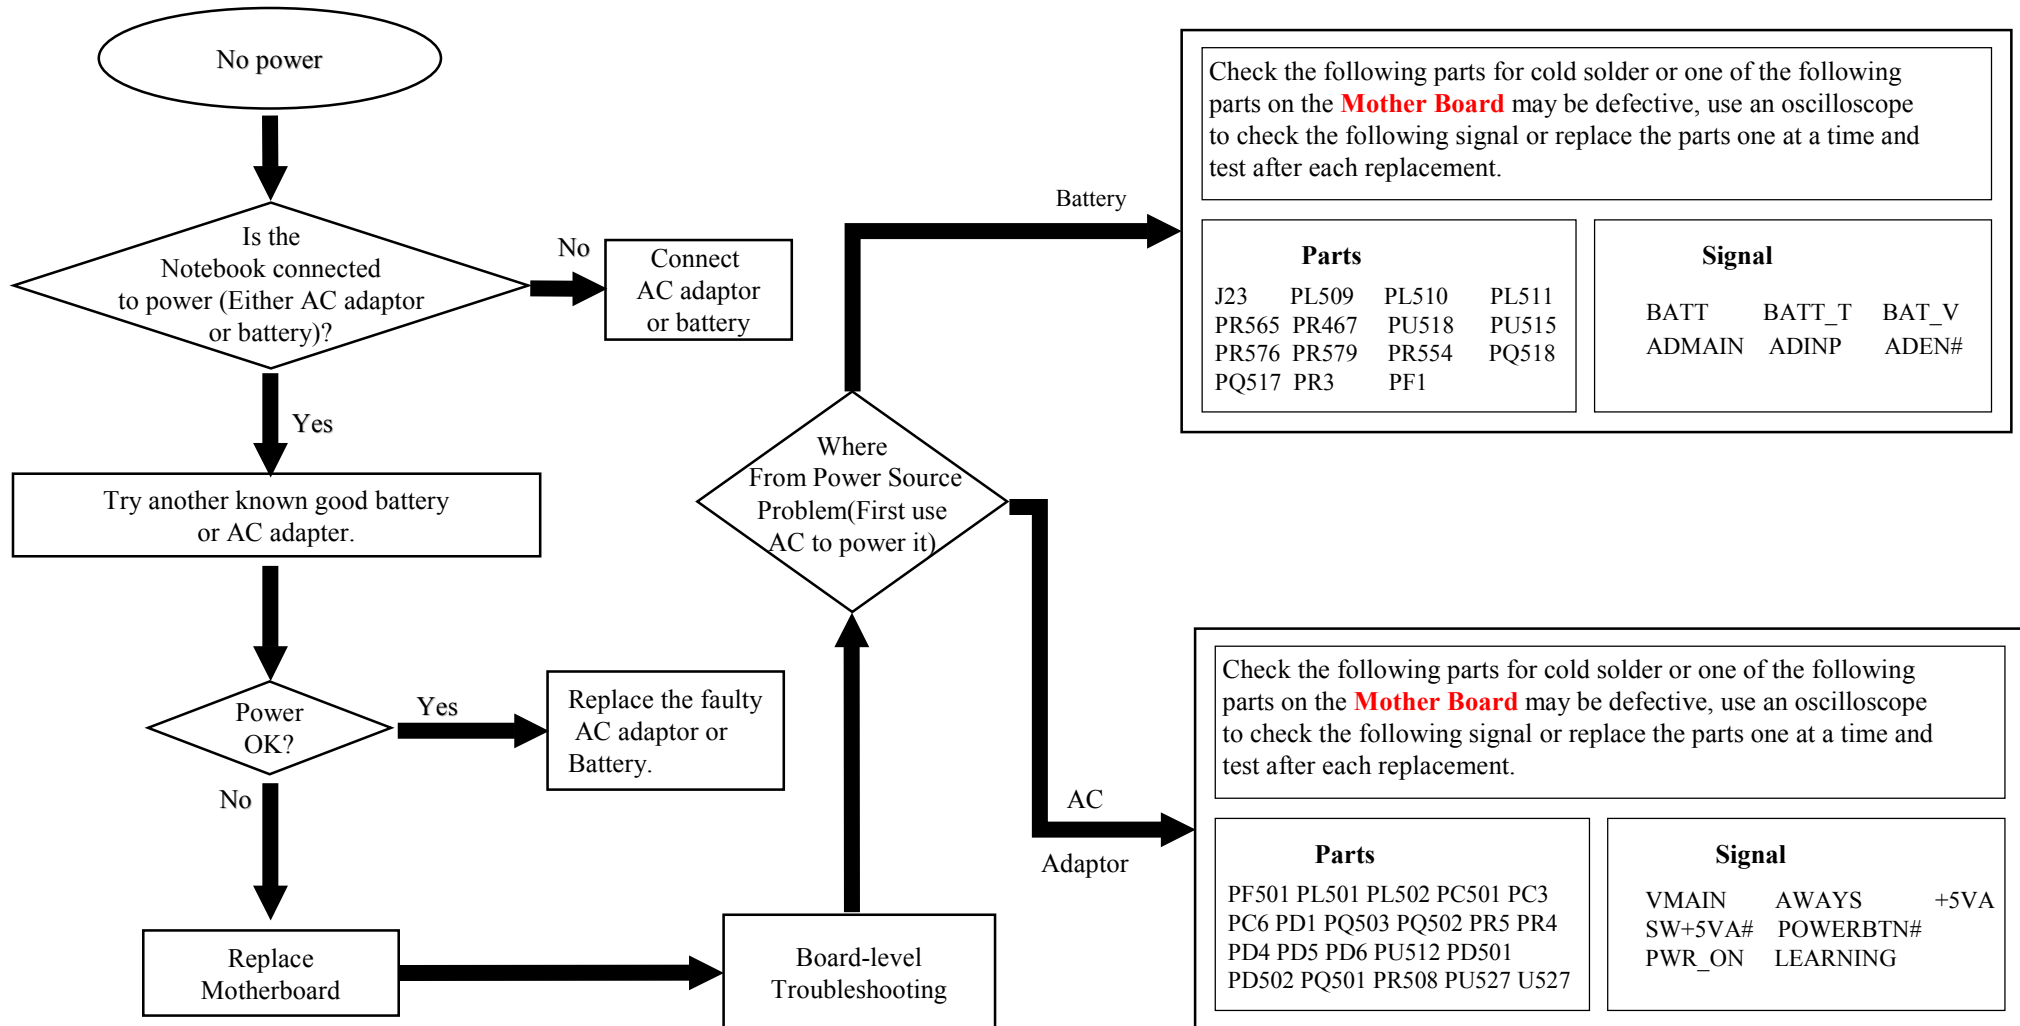 No power
Is the
Notebook connected
to power (Either AC adaptor
or battery)?
No
Connect
AC adaptor
or battery
Yes
Try another known good battery
or AC adapter.
Power
OK?
Yes
Replace the faulty
AC adaptor or
Battery.
No
Replace
Motherboard
Board-level
Troubleshooting
Where
From Power Source
Problem(First use
AC to power it)
Battery
Check the following parts for cold solder or one of the following
parts on the Mother Board may be defective, use an oscilloscope
to check the following signal or replace the parts one at a time and
test after each replacement.
Parts
J23 PL509 PL510 PL511
PR565 PR467 PU518 PU515
PR576 PR579 PR554 PQ518
PQ517 PR3 PF1
Signal
BATT BATT_T BAT_V
ADMAIN ADINP ADEN#
AC
Adaptor
Check the following parts for cold solder or one of the following
parts on the Mother Board may be defective, use an oscilloscope
to check the following signal or replace the parts one at a time and
test after each replacement.
Parts
PF501 PL501 PL502 PC501 PC3
PC6 PD1 PQ503 PQ502 PR5 PR4
PD4 PD5 PD6 PU512 PD501
PD502 PQ501 PR508 PU527 U527
Signal
VMAIN AWAYS +5VA
SW+5VA# POWERBTN#
PWR_ON LEARNING